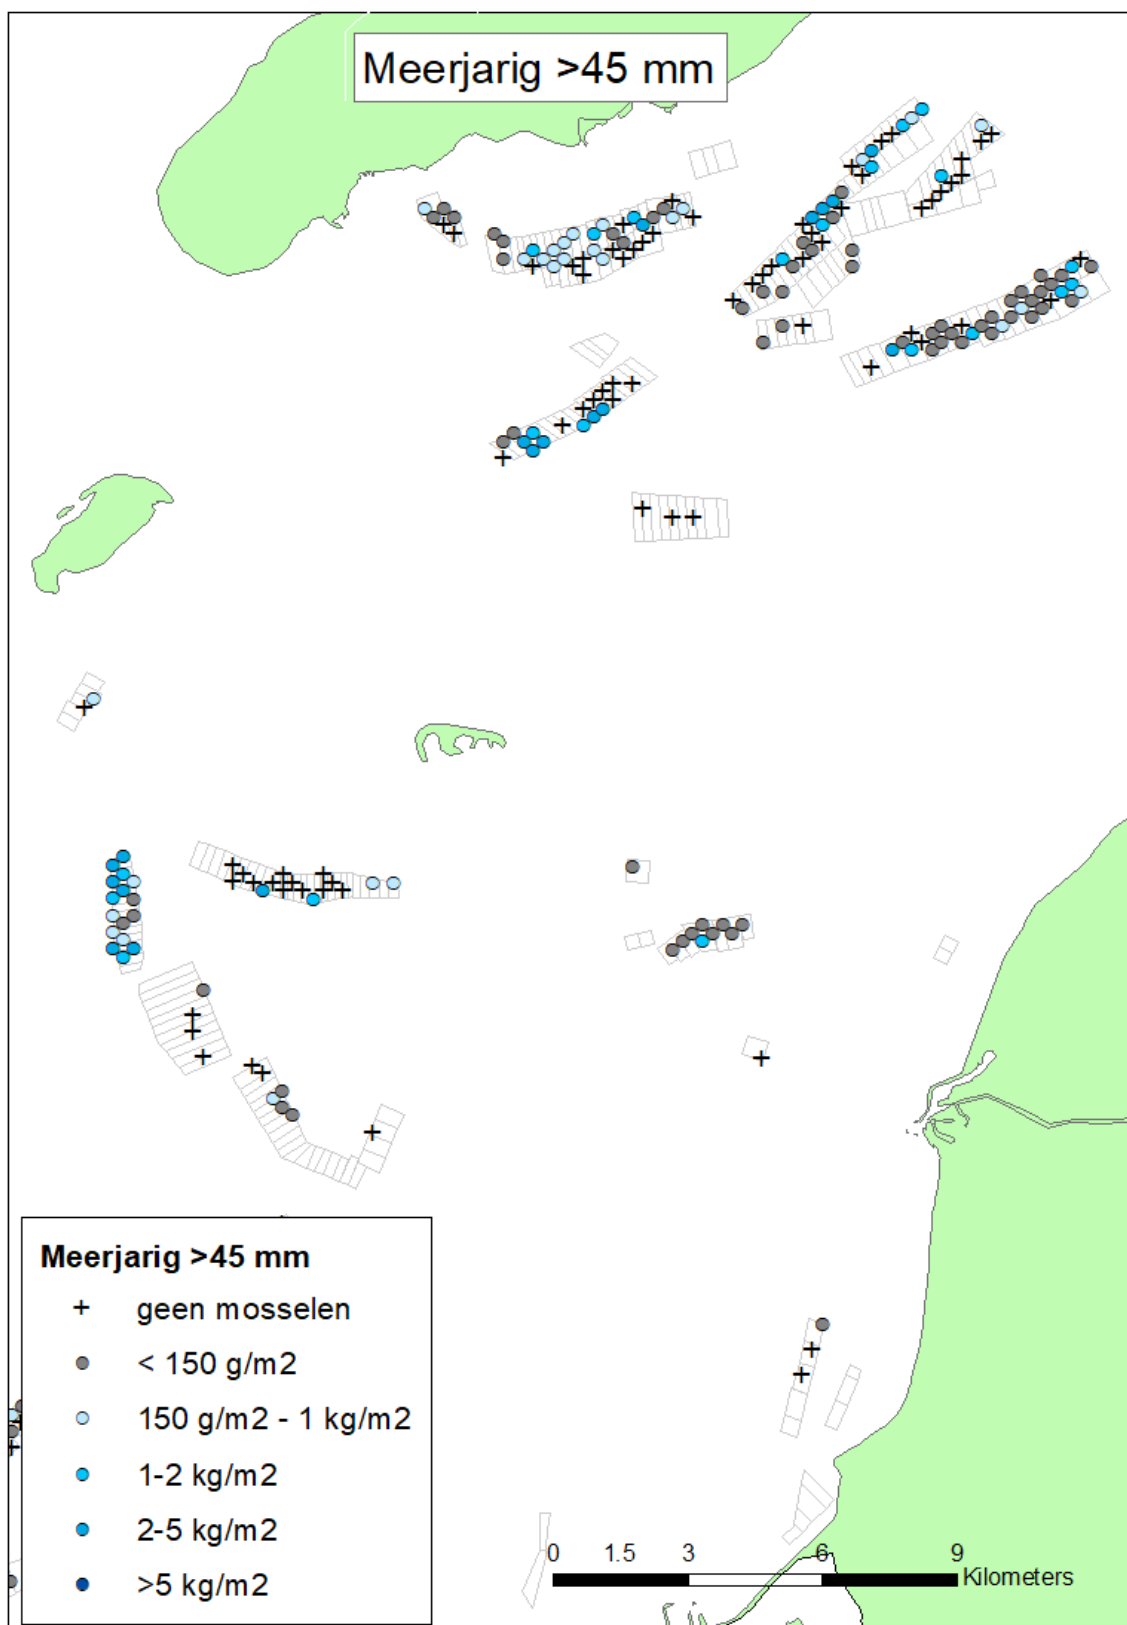 Meerjarig >45 mm
Meerjarig >45 mm
geen mosselen
< 150 g/m2
150 g/m2 - 1 kg/m2
1-2 kg/m2
2-5 kg/m2
>5 kg/m2
0 1.5 3 6 9
Kilometers